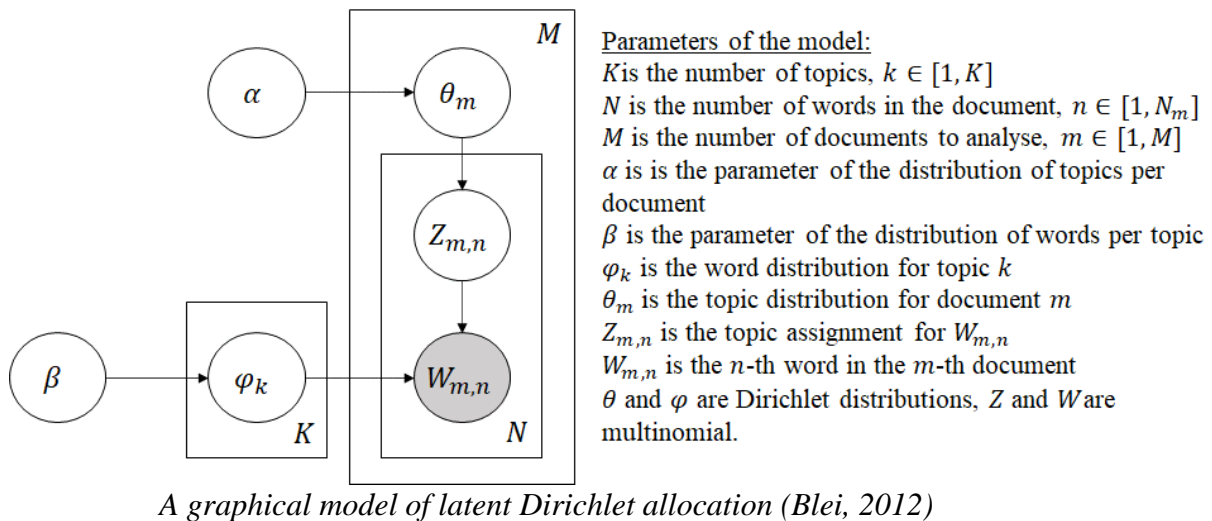 M
α
θ_m
Z_{m,n}
β
φ_k
W_{m,n}
K
N
Parameters of the model:
K is the number of topics, k ∈ [1, K]
N is the number of words in the document, n ∈ [1, N_m]
M is the number of documents to analyse, m ∈ [1, M]
α is is the parameter of the distribution of topics per
document
β is the parameter of the distribution of words per topic
φ_k is the word distribution for topic k
θ_m is the topic distribution for document m
Z_{m,n} is the topic assignment for W_{m,n}
W_{m,n} is the n-th word in the m-th document
θ and φ are Dirichlet distributions, Z and W are
multinomial.
A graphical model of latent Dirichlet allocation (Blei, 2012)